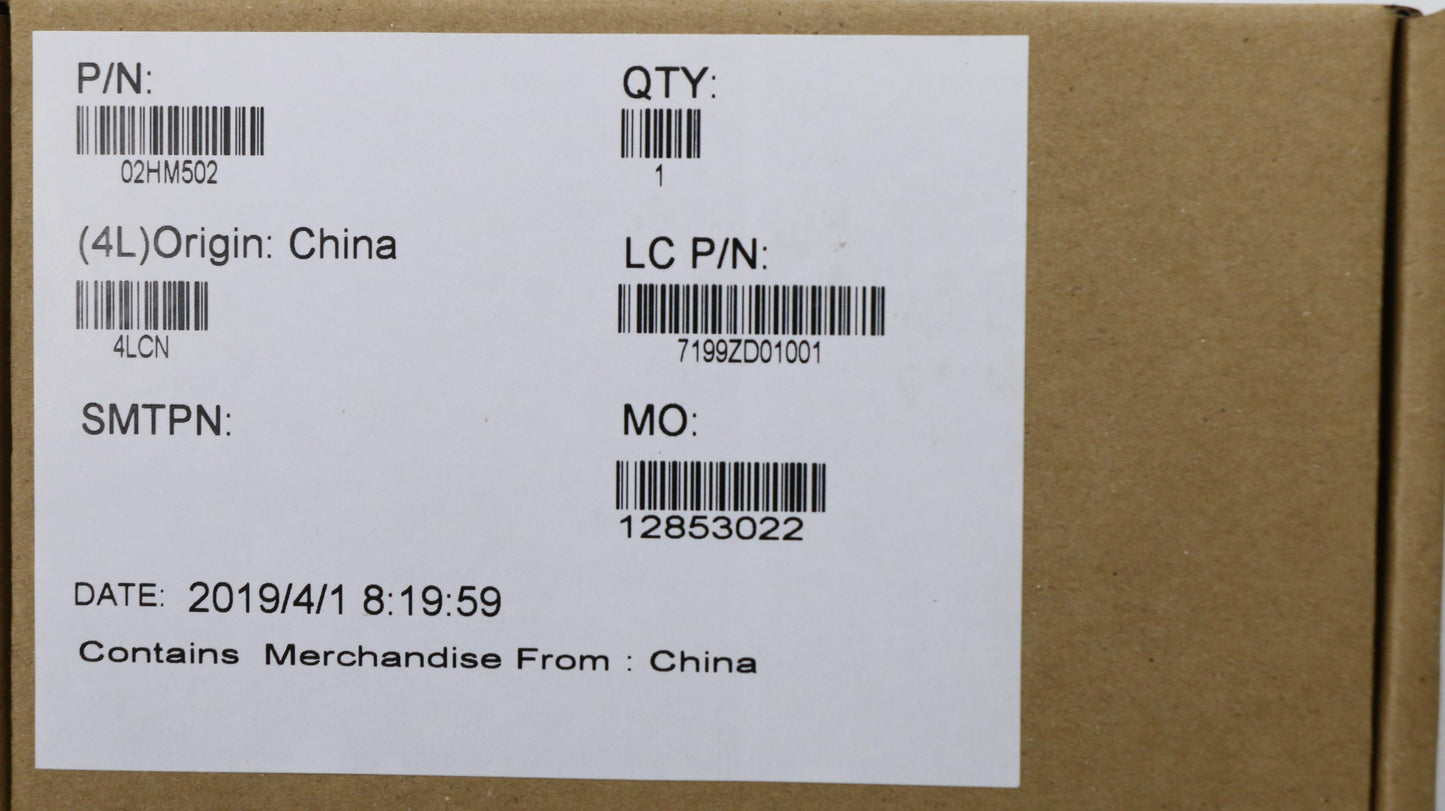 P/N:
02HM502
QTY:
1
(4L)Origin: China
4LCN
LC P/N:
7199ZD01001
SMTPN:
MO:
12853022
DATE: 2019/4/1 8:19:59
Contains Merchandise From : China